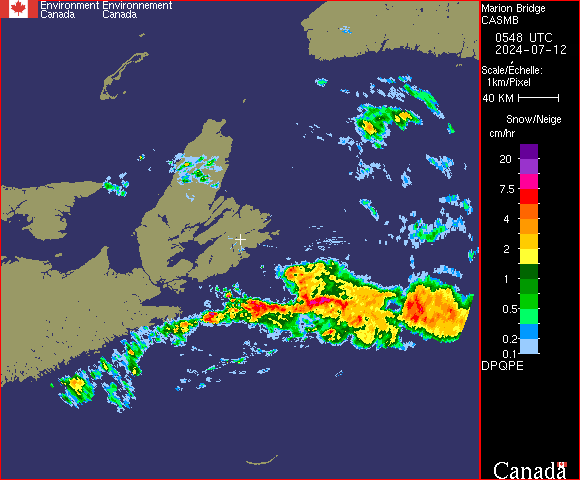 Environment Environnement
Canada Canada
Marion Bridge
CASMB
0548 UTC
2024-07-12
Scale/Échelle:
1km/Pixel
40 KM
Snow/Neige
cm/hr
20
7.5
4
2
1
0.5
0.2
0.1
DPQPE
Canada